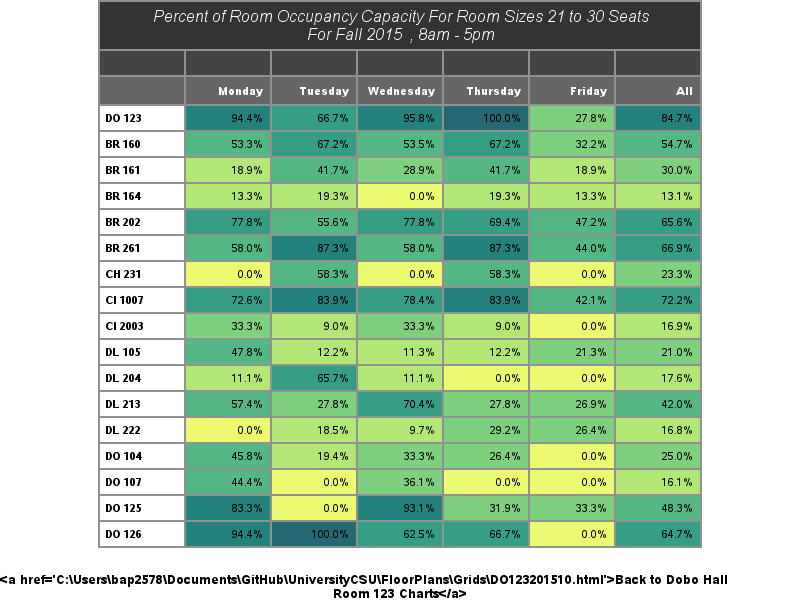 Percent of Room Occupancy Capacity For Room Sizes 21 to 30 Seats
For Fall 2015 , 8am - 5pm
Monday Tuesday Wednesday Thursday Friday All
DO 123 94.4% 66.7% 95.8% 100.0% 27.8% 84.7%
BR 160 53.3% 67.2% 53.5% 67.2% 32.2% 54.7%
BR 161 18.9% 41.7% 28.9% 41.7% 18.9% 30.0%
BR 164 13.3% 19.3% 0.0% 19.3% 13.3% 13.1%
BR 202 77.8% 55.6% 77.8% 69.4% 47.2% 65.6%
BR 261 58.0% 87.3% 58.0% 87.3% 44.0% 66.9%
CH 231 0.0% 58.3% 0.0% 58.3% 0.0% 23.3%
CI 1007 72.6% 83.9% 78.4% 83.9% 42.1% 72.2%
CI 2003 33.3% 9.0% 33.3% 9.0% 0.0% 16.9%
DL 105 47.8% 12.2% 11.3% 12.2% 21.3% 21.0%
DL 204 11.1% 65.7% 11.1% 0.0% 0.0% 17.6%
DL 213 57.4% 27.8% 70.4% 27.8% 26.9% 42.0%
DL 222 0.0% 18.5% 9.7% 29.2% 26.4% 16.8%
DO 104 45.8% 19.4% 33.3% 26.4% 0.0% 25.0%
DO 107 44.4% 0.0% 36.1% 0.0% 0.0% 16.1%
DO 125 83.3% 0.0% 93.1% 31.9% 33.3% 48.3%
DO 126 94.4% 100.0% 62.5% 66.7% 0.0% 64.7%
<a href='C:\Users\bap2578\Documents\GitHub\UniversityCSU\FloorPlans\Grids\DO123201510.html'>Back to Dobo Hall
Room 123 Charts</a>